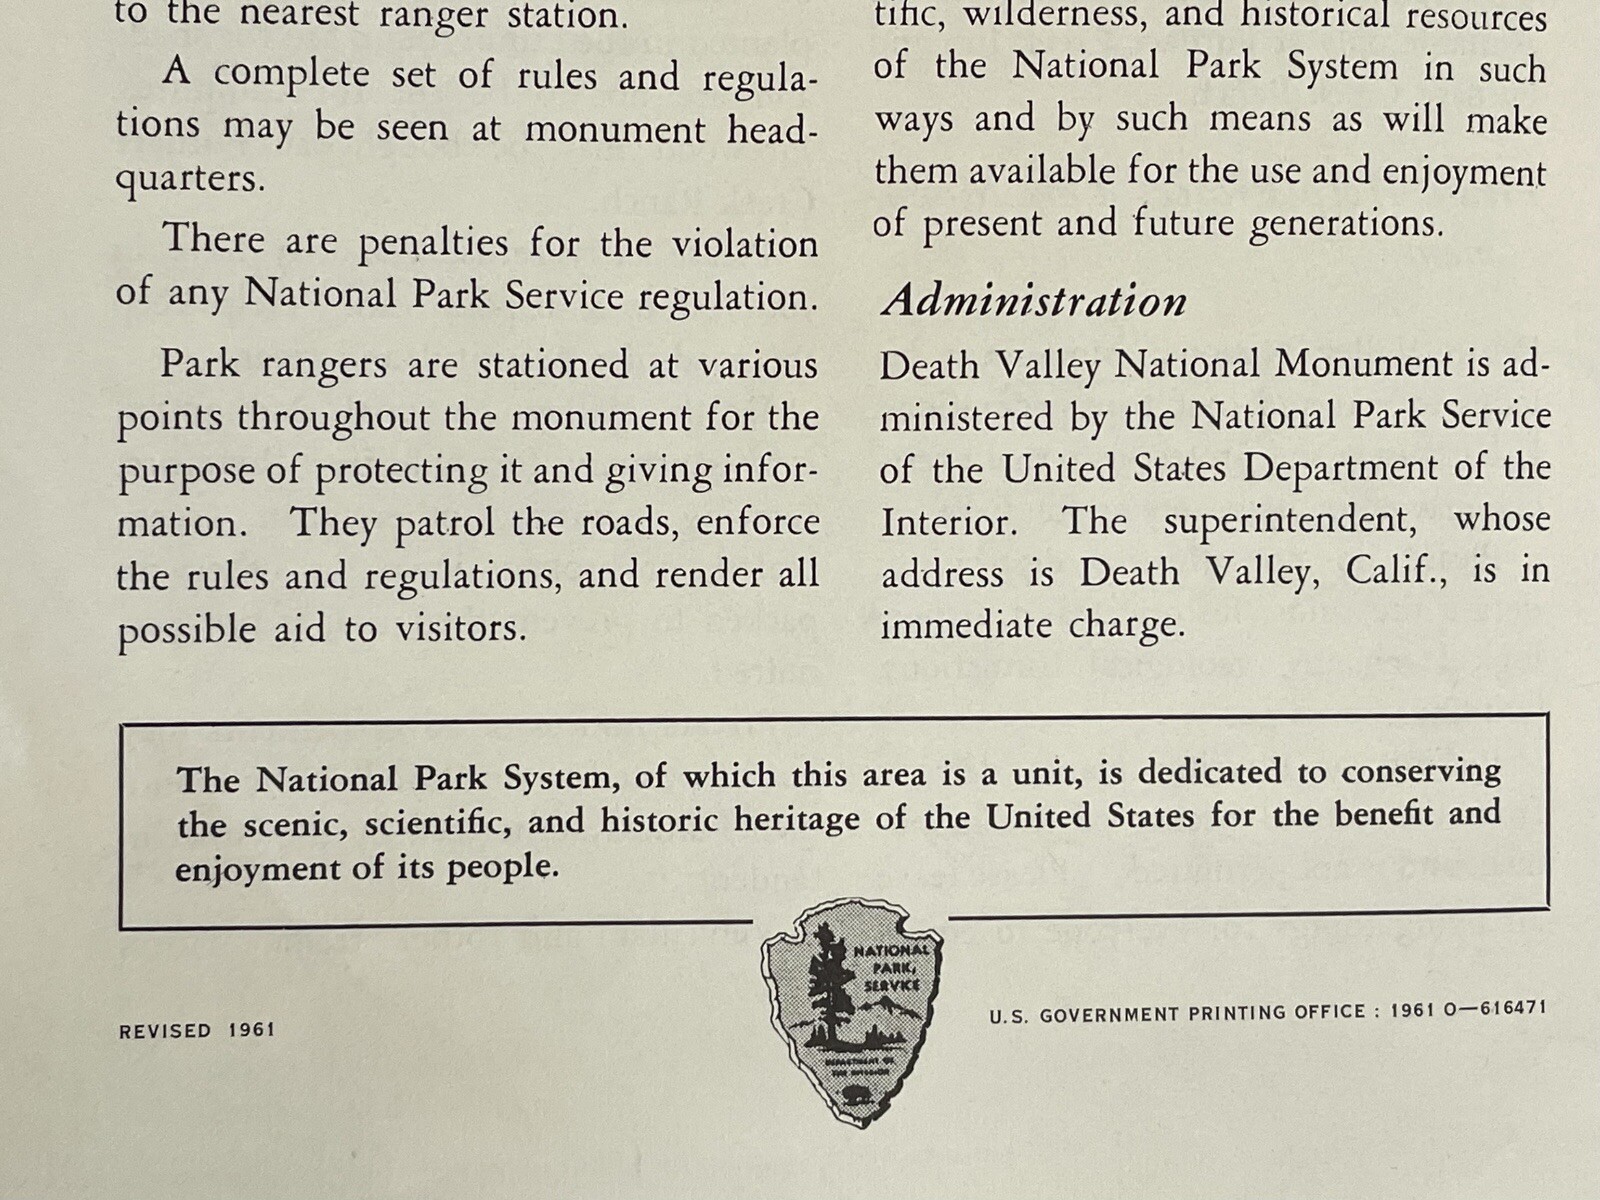 to the nearest ranger station.
A complete set of rules and regula-
tions may be seen at monument head-
quarters.
There are penalties for the violation
of any National Park Service regulation.
Park rangers are stationed at various
points throughout the monument for the
purpose of protecting it and giving infor-
mation. They patrol the roads, enforce
the rules and regulations, and render all
possible aid to visitors.
tific, wilderness, and historical resources
of the National Park System in such
ways and by such means as will make
them available for the use and enjoyment
of present and future generations.
Administration
Death Valley National Monument is ad-
ministered by the National Park Service
of the United States Department of the
Interior. The superintendent, whose
address is Death Valley, Calif., is in
immediate charge.
The National Park System, of which this area is a unit, is dedicated to conserving
the scenic, scientific, and historic heritage of the United States for the benefit and
enjoyment of its people.
NATIONAL
PARK
SERVICE
DEPARTMENT OF
THE INTERIOR
REVISED 1961
U.S. GOVERNMENT PRINTING OFFICE : 1961 O—616471